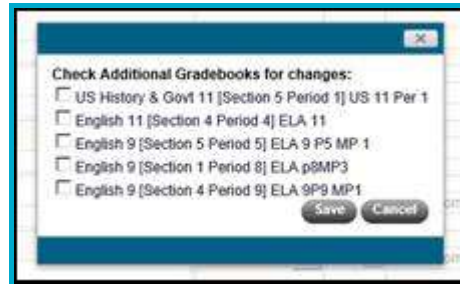 Check Additional Gradebooks for changes:
US History & Govt 11 [Section 5 Period 1] US 11 Per 1
English 11 [Section 4 Period 4] ELA 11
English 9 [Section 5 Period 5] ELA 9 P5 MP 1
English 9 [Section 1 Period 8] ELA p8MP3
English 9 [Section 4 Period 9] ELA 9P9 MP1
Save Cancel